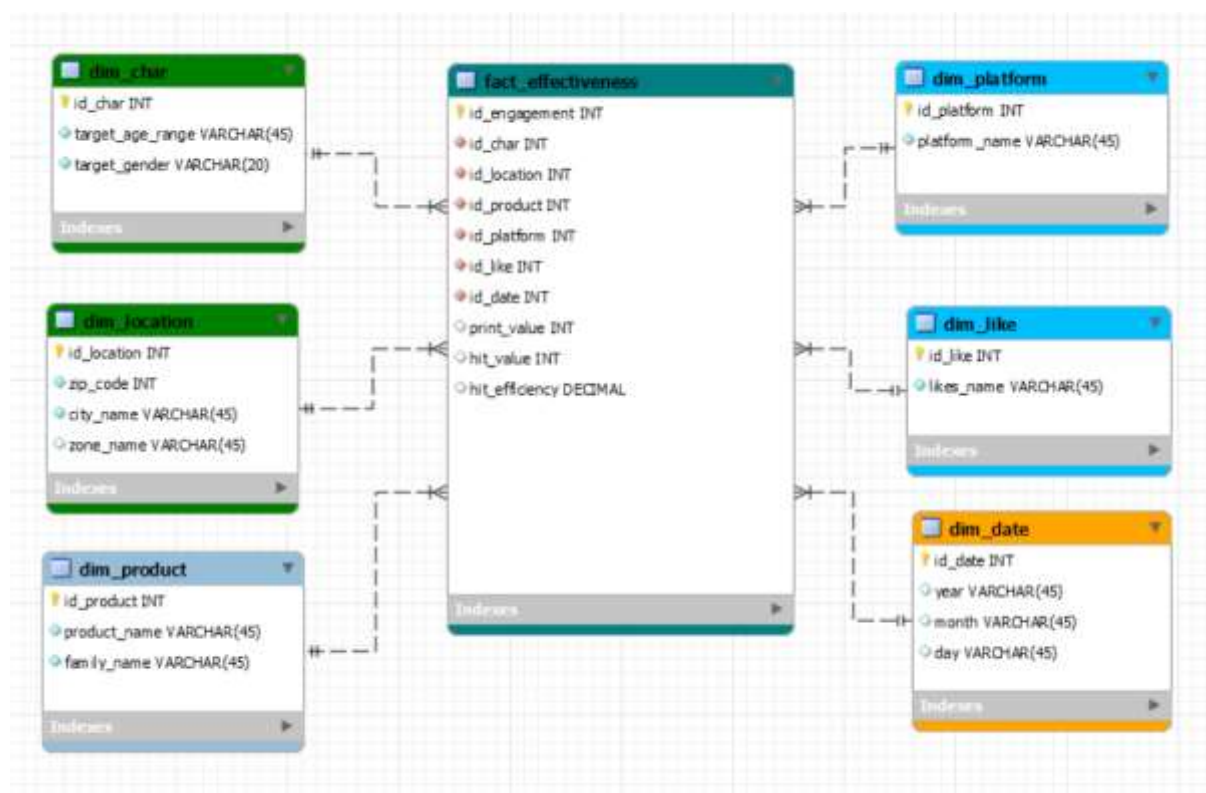 dim_char
id_char INT
target_age_range VARCHAR(45)
target_gender VARCHAR(20)
Indexes
dim_location
id_location INT
zip_code INT
city_name VARCHAR(45)
zone_name VARCHAR(45)
Indexes
dim_product
id_product INT
product_name VARCHAR(45)
family_name VARCHAR(45)
Indexes
fact_effectiveness
id_engagement INT
id_char INT
id_location INT
id_product INT
id_platform INT
id_like INT
id_date INT
print_value INT
hit_value INT
hit_efficiency DECIMAL
Indexes
dim_platform
id_platform INT
platform_name VARCHAR(45)
Indexes
dim_like
id_like INT
likes_name VARCHAR(45)
Indexes
dim_date
id_date INT
year VARCHAR(45)
month VARCHAR(45)
day VARCHAR(45)
Indexes